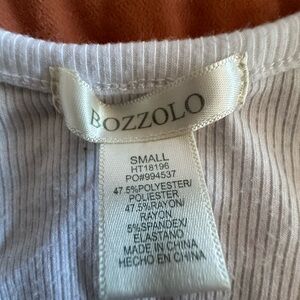 BOZZOLO
SMALL
HT18196
PO#994537
47.5%POLYESTER/
POLIESTER
47.5%RAYON/
RAYON
5%SPANDEX/
ELASTANO
MADE IN CHINA
HECHO EN CHINA